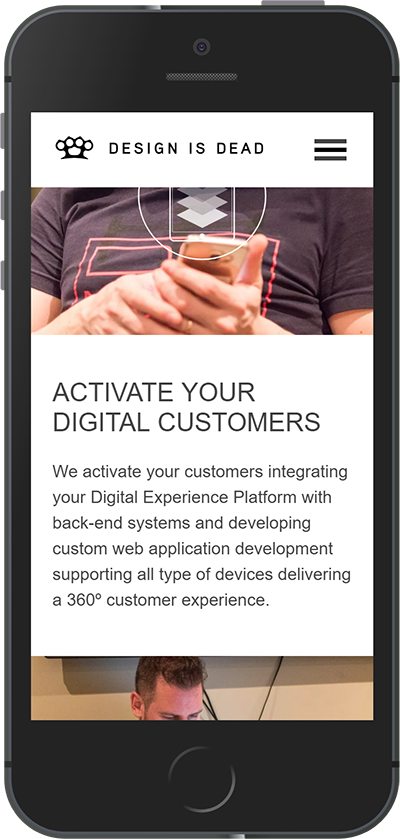 DESIGN IS DEAD
ACTIVATE YOUR
DIGITAL CUSTOMERS
We activate your customers integrating
your Digital Experience Platform with
back-end systems and developing
custom web application development
supporting all type of devices delivering
a 360º customer experience.